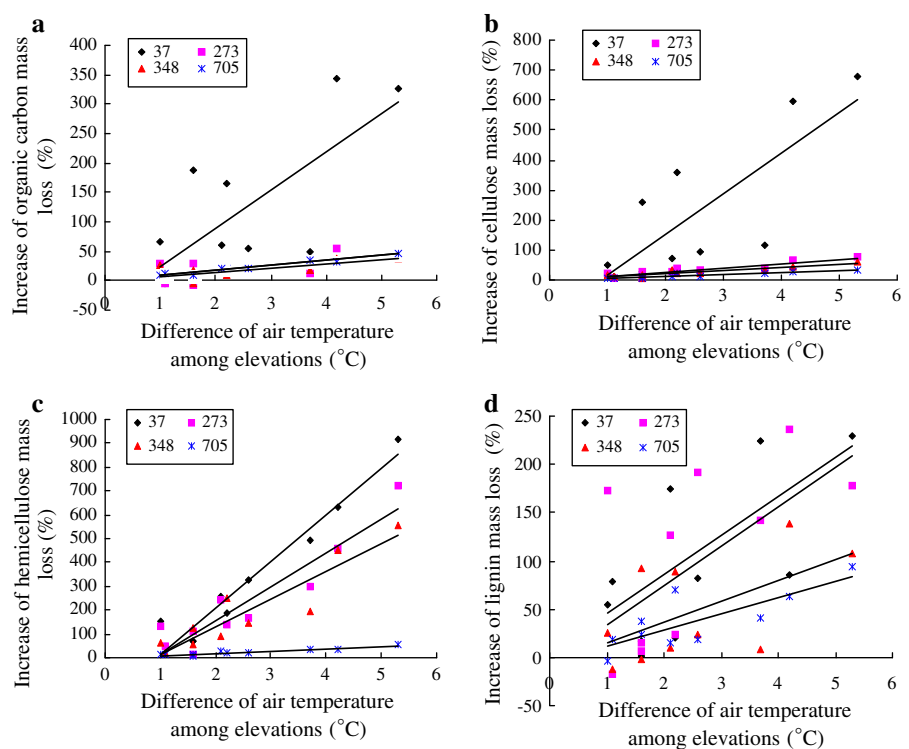 a
37 273
348 705
Increase of organic carbon mass
loss (%)
400
350
300
250
200
150
100
50
0
-50
0 1 2 3 4 5 6
Difference of air temperature
among elevations (°C)
b
37 273
348 705
Increase of cellulose mass loss (%)
800
700
600
500
400
300
200
100
0
0 1 2 3 4 5 6
Difference of air temperature
among elevations (°C)
c
37 273
348 705
Increase of hemicellulose mass
loss (%)
1000
900
800
700
600
500
400
300
200
100
0
0 1 2 3 4 5 6
Difference of air temperature
among elevations (°C)
d
37 273
348 705
Increase of lignin mass loss (%)
250
200
150
100
50
0
-50
0 1 2 3 4 5 6
Difference of air temperature
among elevations (°C)